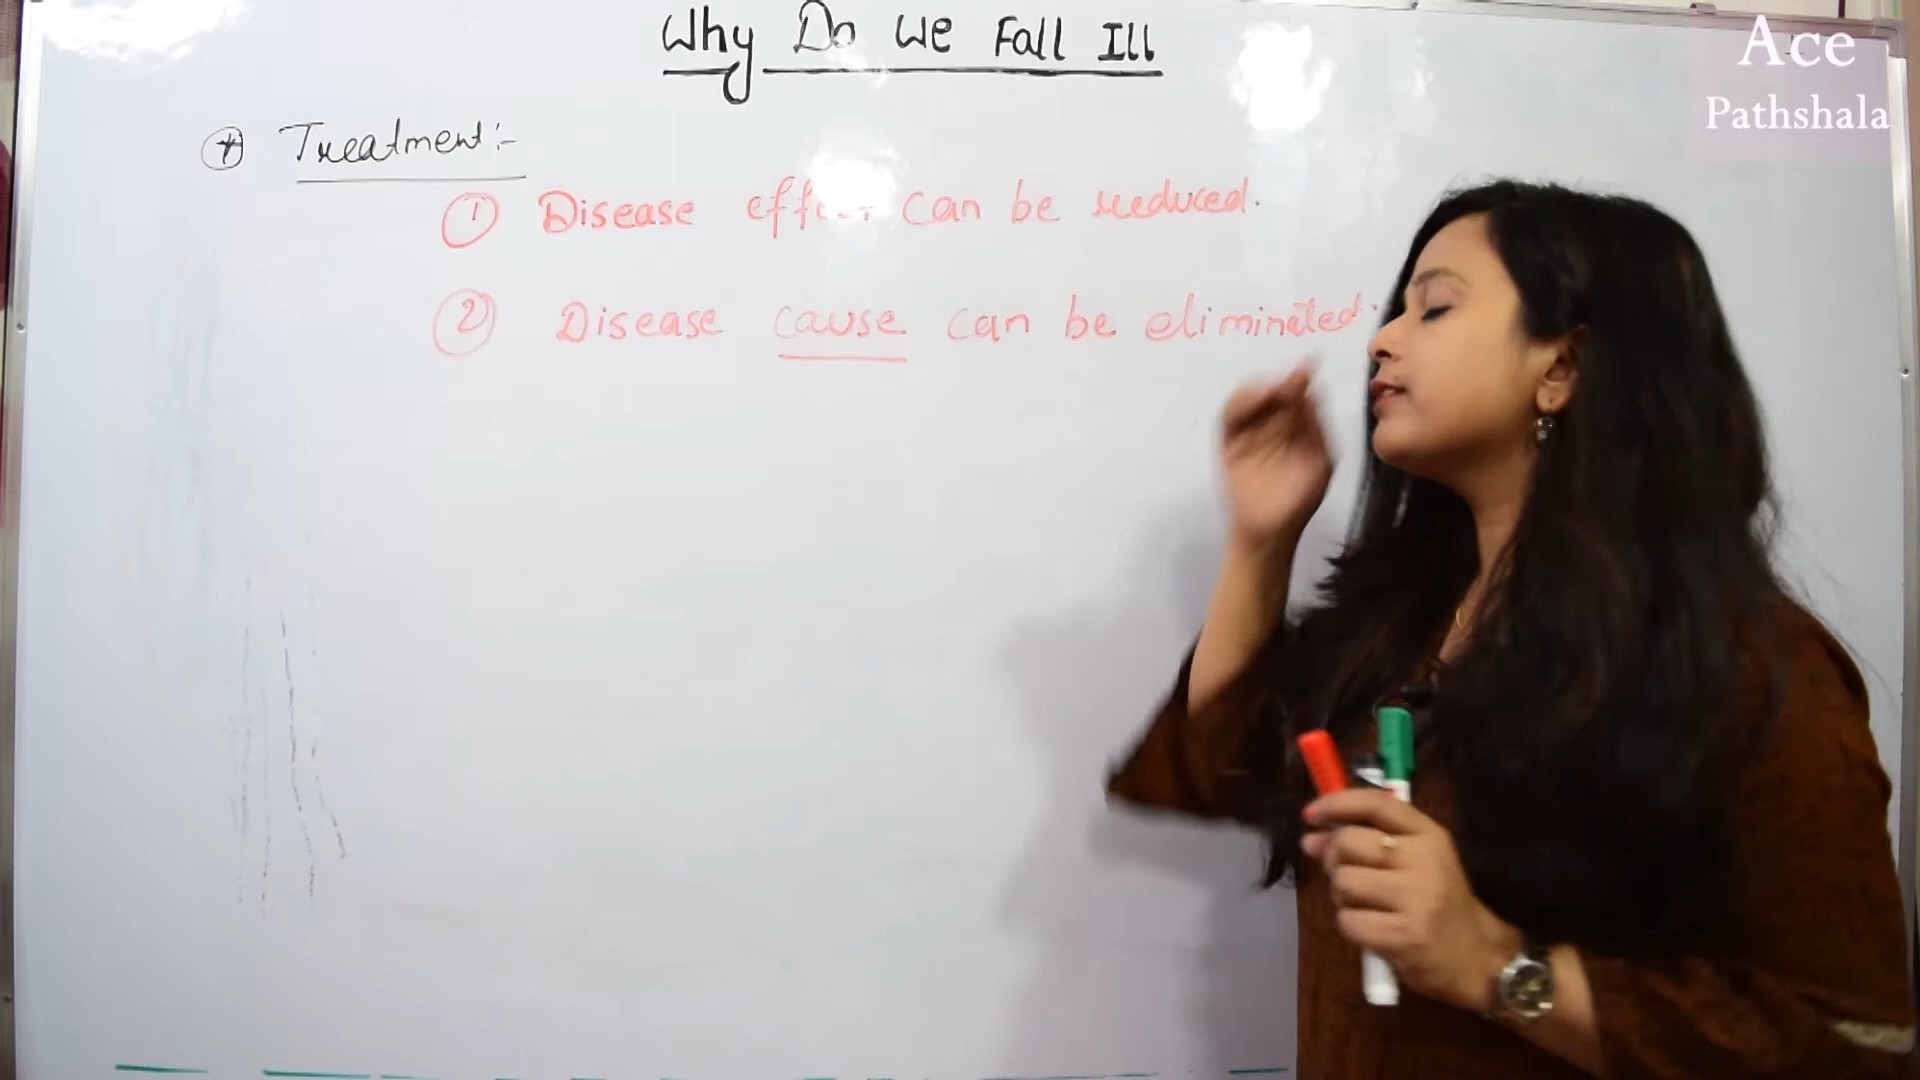 Why Do We Fall Ill
Ace
Pathshala
Treatment:-
① Disease can be reduced.
② Disease cause can be eliminated.